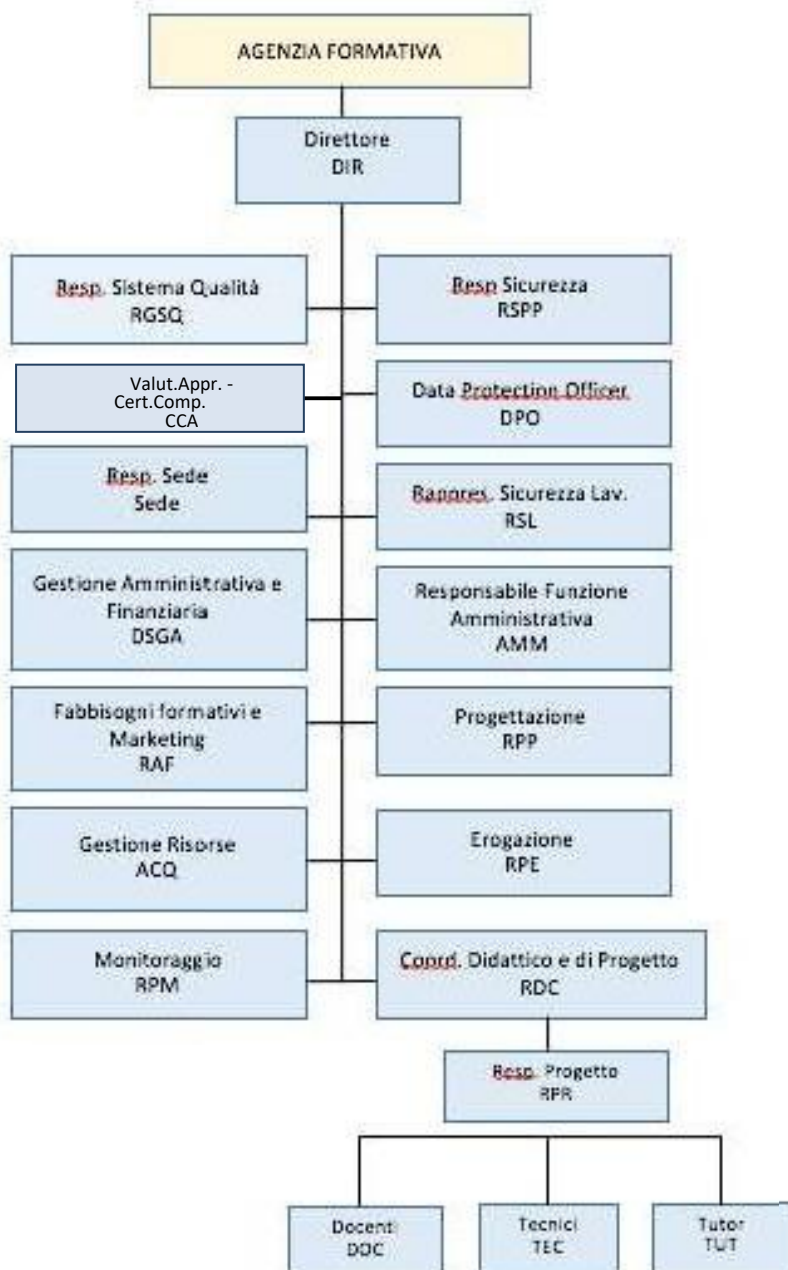 AGENZIA FORMATIVA
Direttore
DIR
Resp. Sistema Qualità
RGSQ
Resp Sicurezza
RSPP
Valut.Appr. -
Cert.Comp.
CCA
Data Protection Officer
DPO
Resp. Sede
Sede
Rappres. Sicurezza Lav.
RSL
Gestione Amministrativa e
Finanziaria
DSGA
Responsabile Funzione
Amministrativa
AMM
Fabbisogni formativi e
Marketing
RAF
Progettazione
RPP
Gestione Risorse
ACQ
Erogazione
RPE
Monitoraggio
RPM
Coord. Didattico e di Progetto
RDC
Resp. Progetto
RPR
Docenti
DOC
Tecnici
TEC
Tutor
TUT